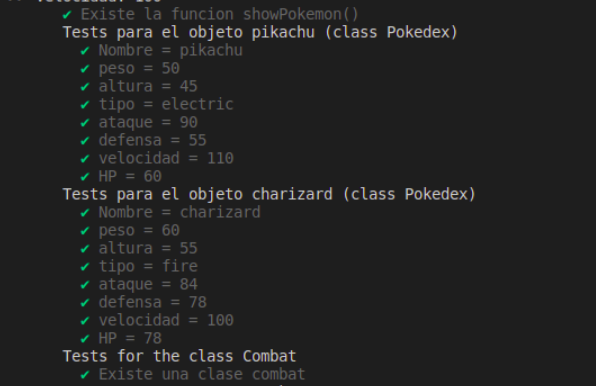 ✔ Existe la funcion showPokemon()
Tests para el objeto pikachu (class Pokedex)
✔ Nombre = pikachu
✔ peso = 50
✔ altura = 45
✔ tipo = electric
✔ ataque = 90
✔ defensa = 55
✔ velocidad = 110
✔ HP = 60
Tests para el objeto charizard (class Pokedex)
✔ Nombre = charizard
✔ peso = 60
✔ altura = 55
✔ tipo = fire
✔ ataque = 84
✔ defensa = 78
✔ velocidad = 100
✔ HP = 78
Tests for the class Combat
✔ Existe una clase combat